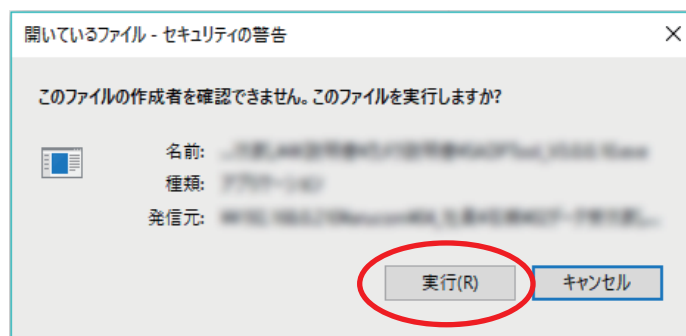 開いているファイル - セキュリティの警告
このファイルの作成者を確認できません。このファイルを実行しますか?
名前:
種類:
発信元:
実行(R)
キャンセル